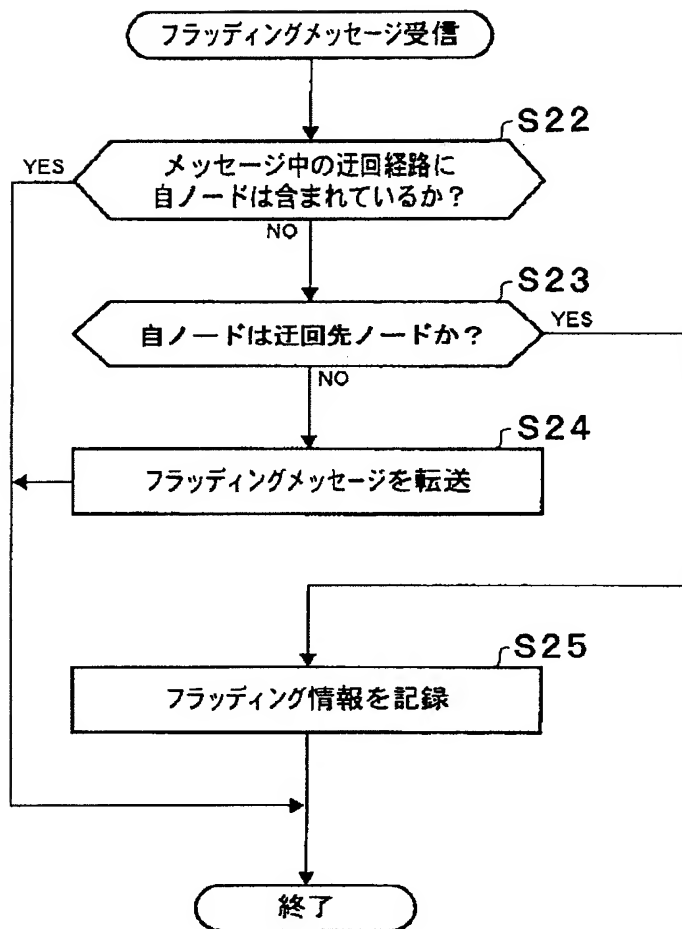 フラッディングメッセージ受信
S22
YES
メッセージ中の迂回経路に
自ノードは含まれているか？
NO
S23
自ノードは迂回先ノードか？
YES
NO
S24
フラッディングメッセージを転送
S25
フラッディング情報を記録
終了